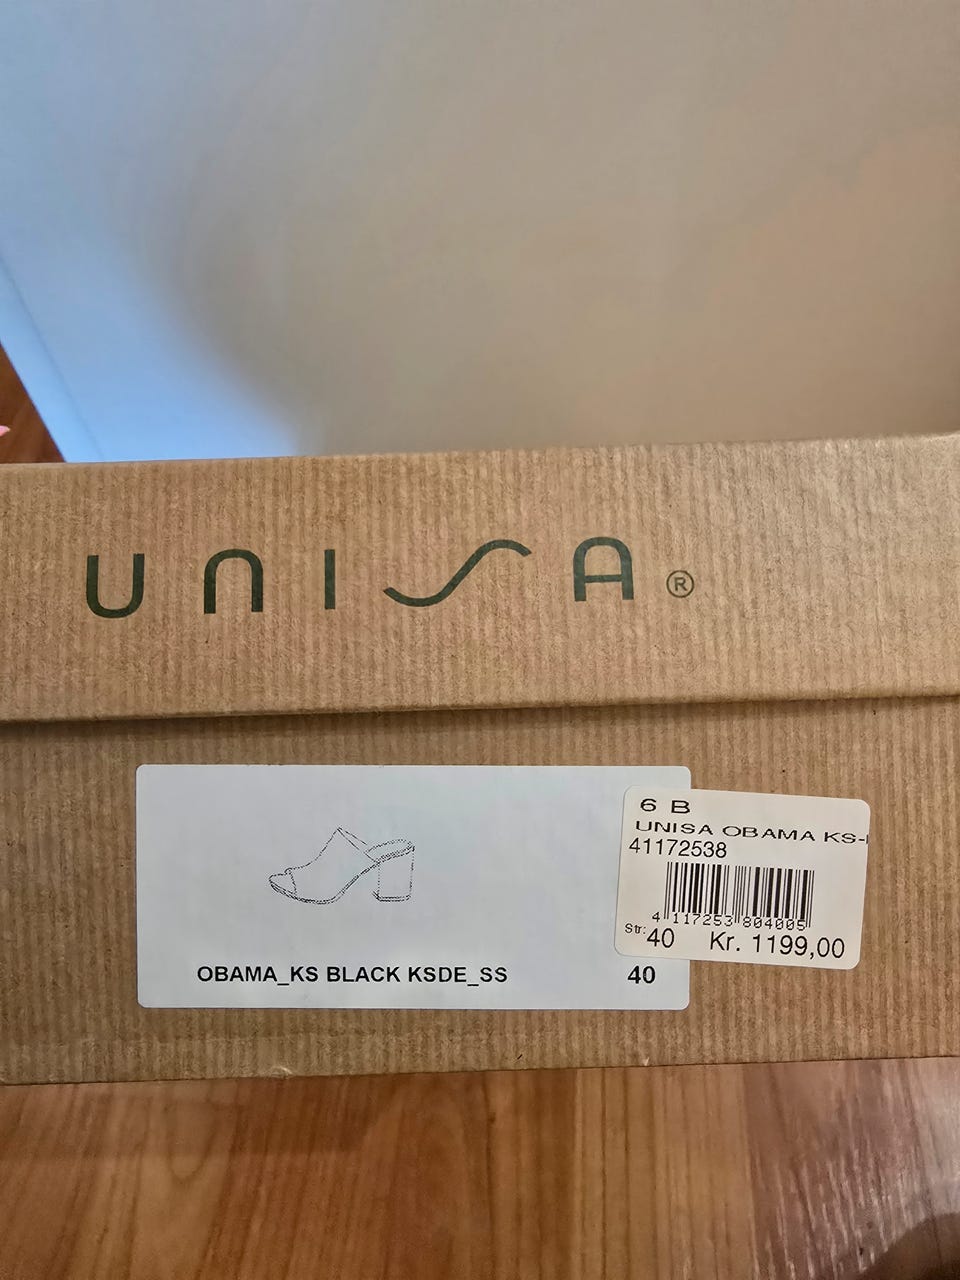 UNISA®
6 B
UNISA OBAMA KS-
41172538
4 117253 804005
Str: 40 Kr. 1199,00
OBAMA_KS BLACK KSDE_SS 40